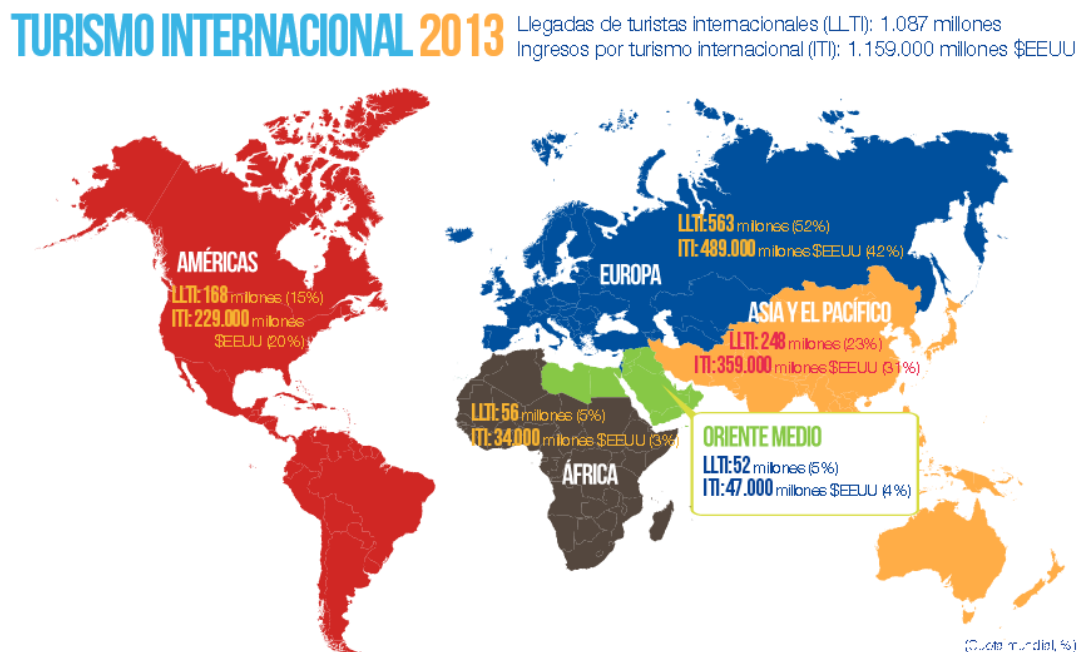 TURISMO INTERNACIONAL 2013
Llegadas de turistas internacionales (LLTI): 1.087 millones
Ingresos por turismo internacional (ITI): 1.159.000 millones $EEUU
LLTI: 563 millones (52%)
ITI: 489.000 millones $EEUU (42%)
EUROPA
AMÉRICAS
LLTI: 168 millones (15%)
ITI: 229.000 millones
$EEUU (20%)
ASIA Y EL PACÍFICO
LLTI: 248 millones (23%)
ITI: 359.000 millones $EEUU (31%)
LLTI: 56 millones (5%)
ITI: 34.000 millones $EEUU (3%)
ÁFRICA
ORIENTE MEDIO
LLTI: 52 millones (5%)
ITI: 47.000 millones $EEUU (4%)
(Cuota mundial, %)